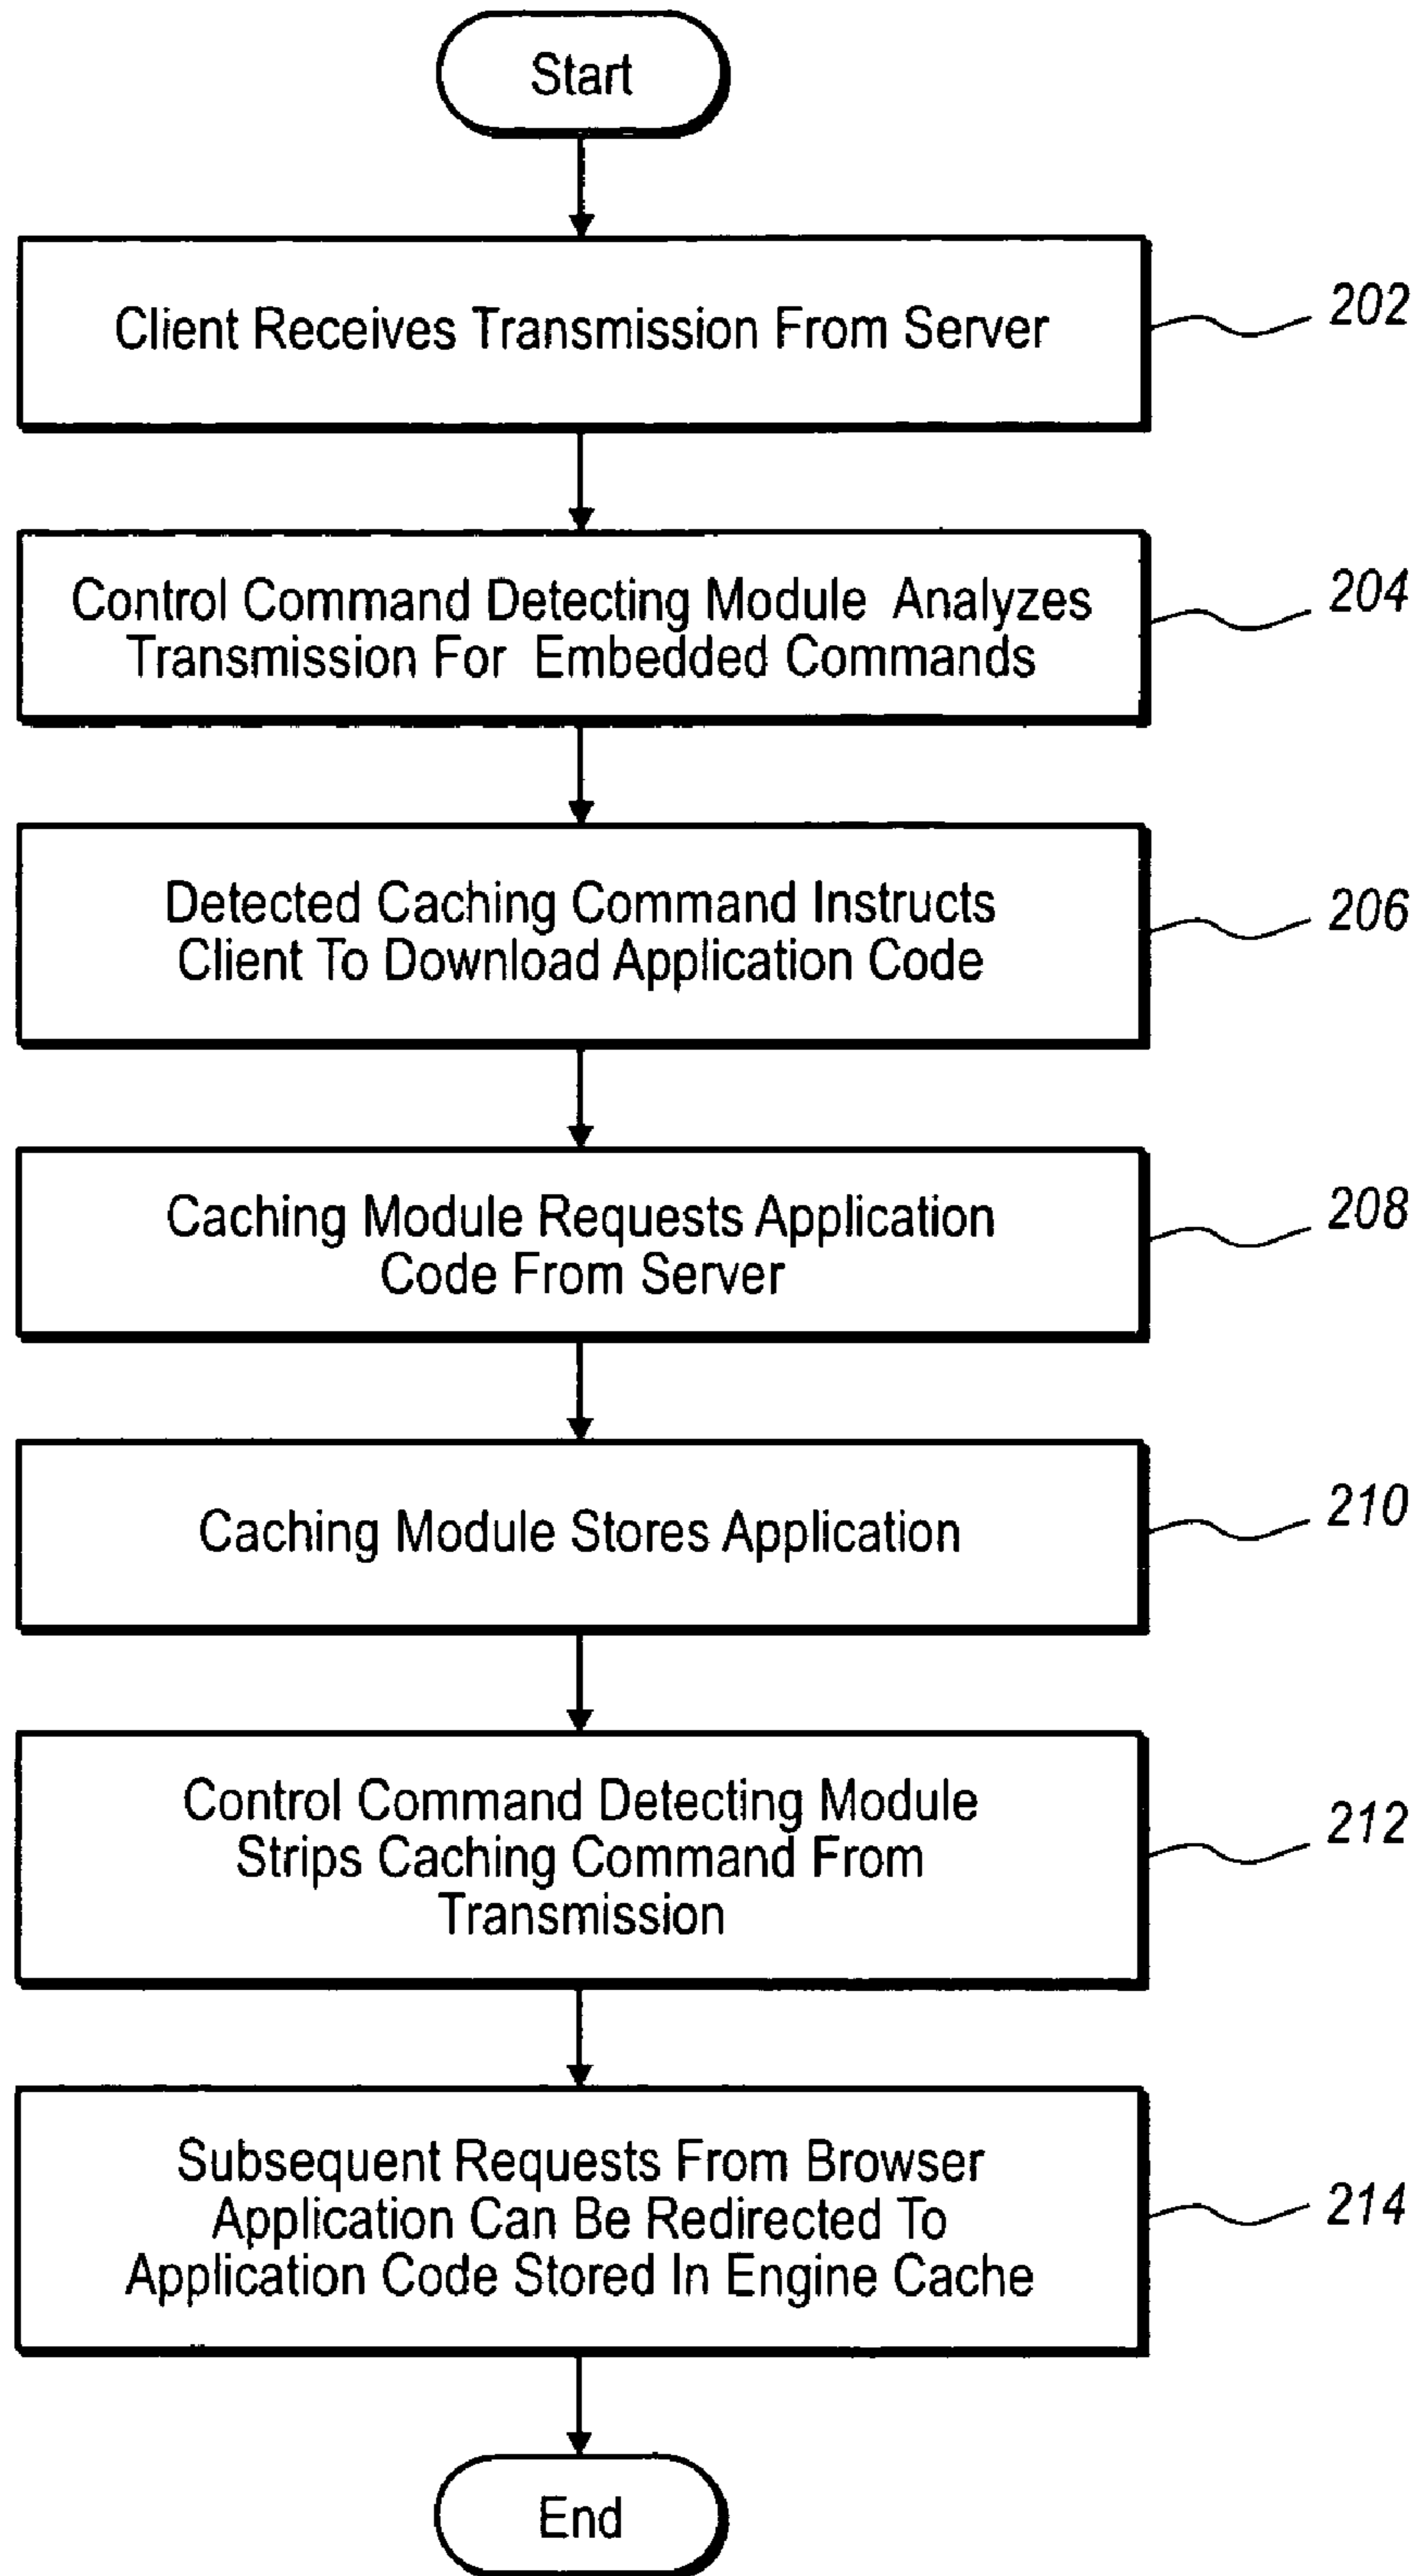 Start
Client Receives Transmission From Server
202
Control Command Detecting Module Analyzes
Transmission For Embedded Commands
204
Detected Caching Command Instructs
Client To Download Application Code
206
Caching Module Requests Application
Code From Server
208
Caching Module Stores Application
210
Control Command Detecting Module
Strips Caching Command From
Transmission
212
Subsequent Requests From Browser
Application Can Be Redirected To
Application Code Stored In Engine Cache
214
End